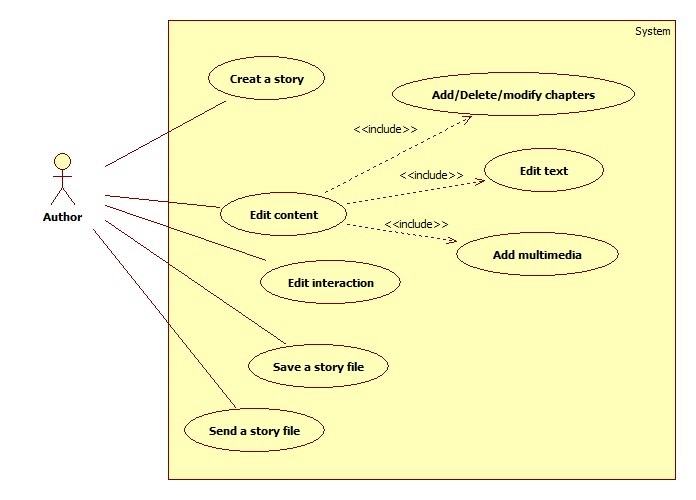 System
Creat a story
Add/Delete/modify chapters
<<include>>
Edit text
<<include>>
Author
Edit content
<<include>>
Add multimedia
Edit interaction
Save a story file
Send a story file